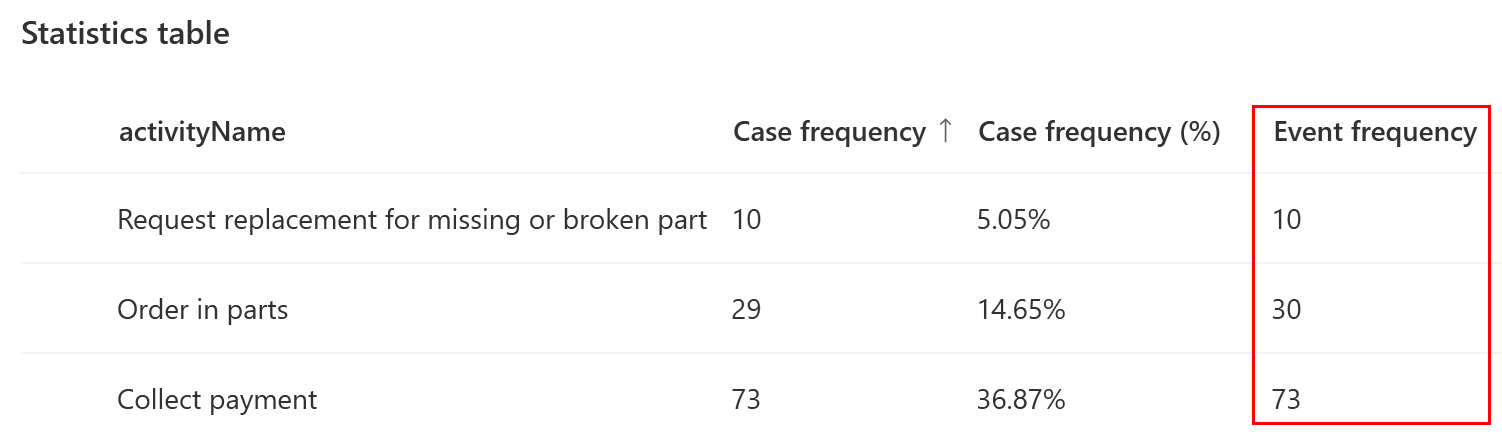 Statistics table
activityName Case frequency ↑ Case frequency (%) Event frequency
Request replacement for missing or broken part 10 5.05% 10
Order in parts 29 14.65% 30
Collect payment 73 36.87% 73